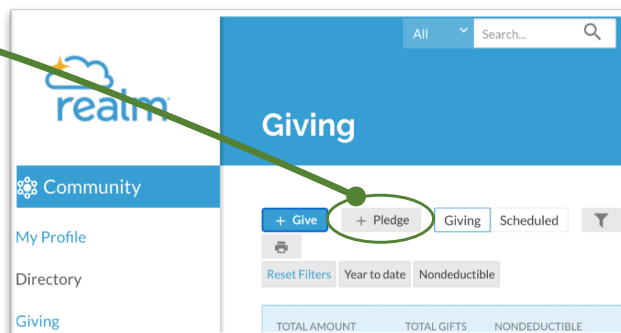 All Search...
realm
Giving
Community
+ Give + Pledge Giving Scheduled
My Profile
Reset Filters Year to date Nondeductible
Directory
Giving
TOTAL AMOUNT TOTAL GIFTS NONDEDUCTIBLE